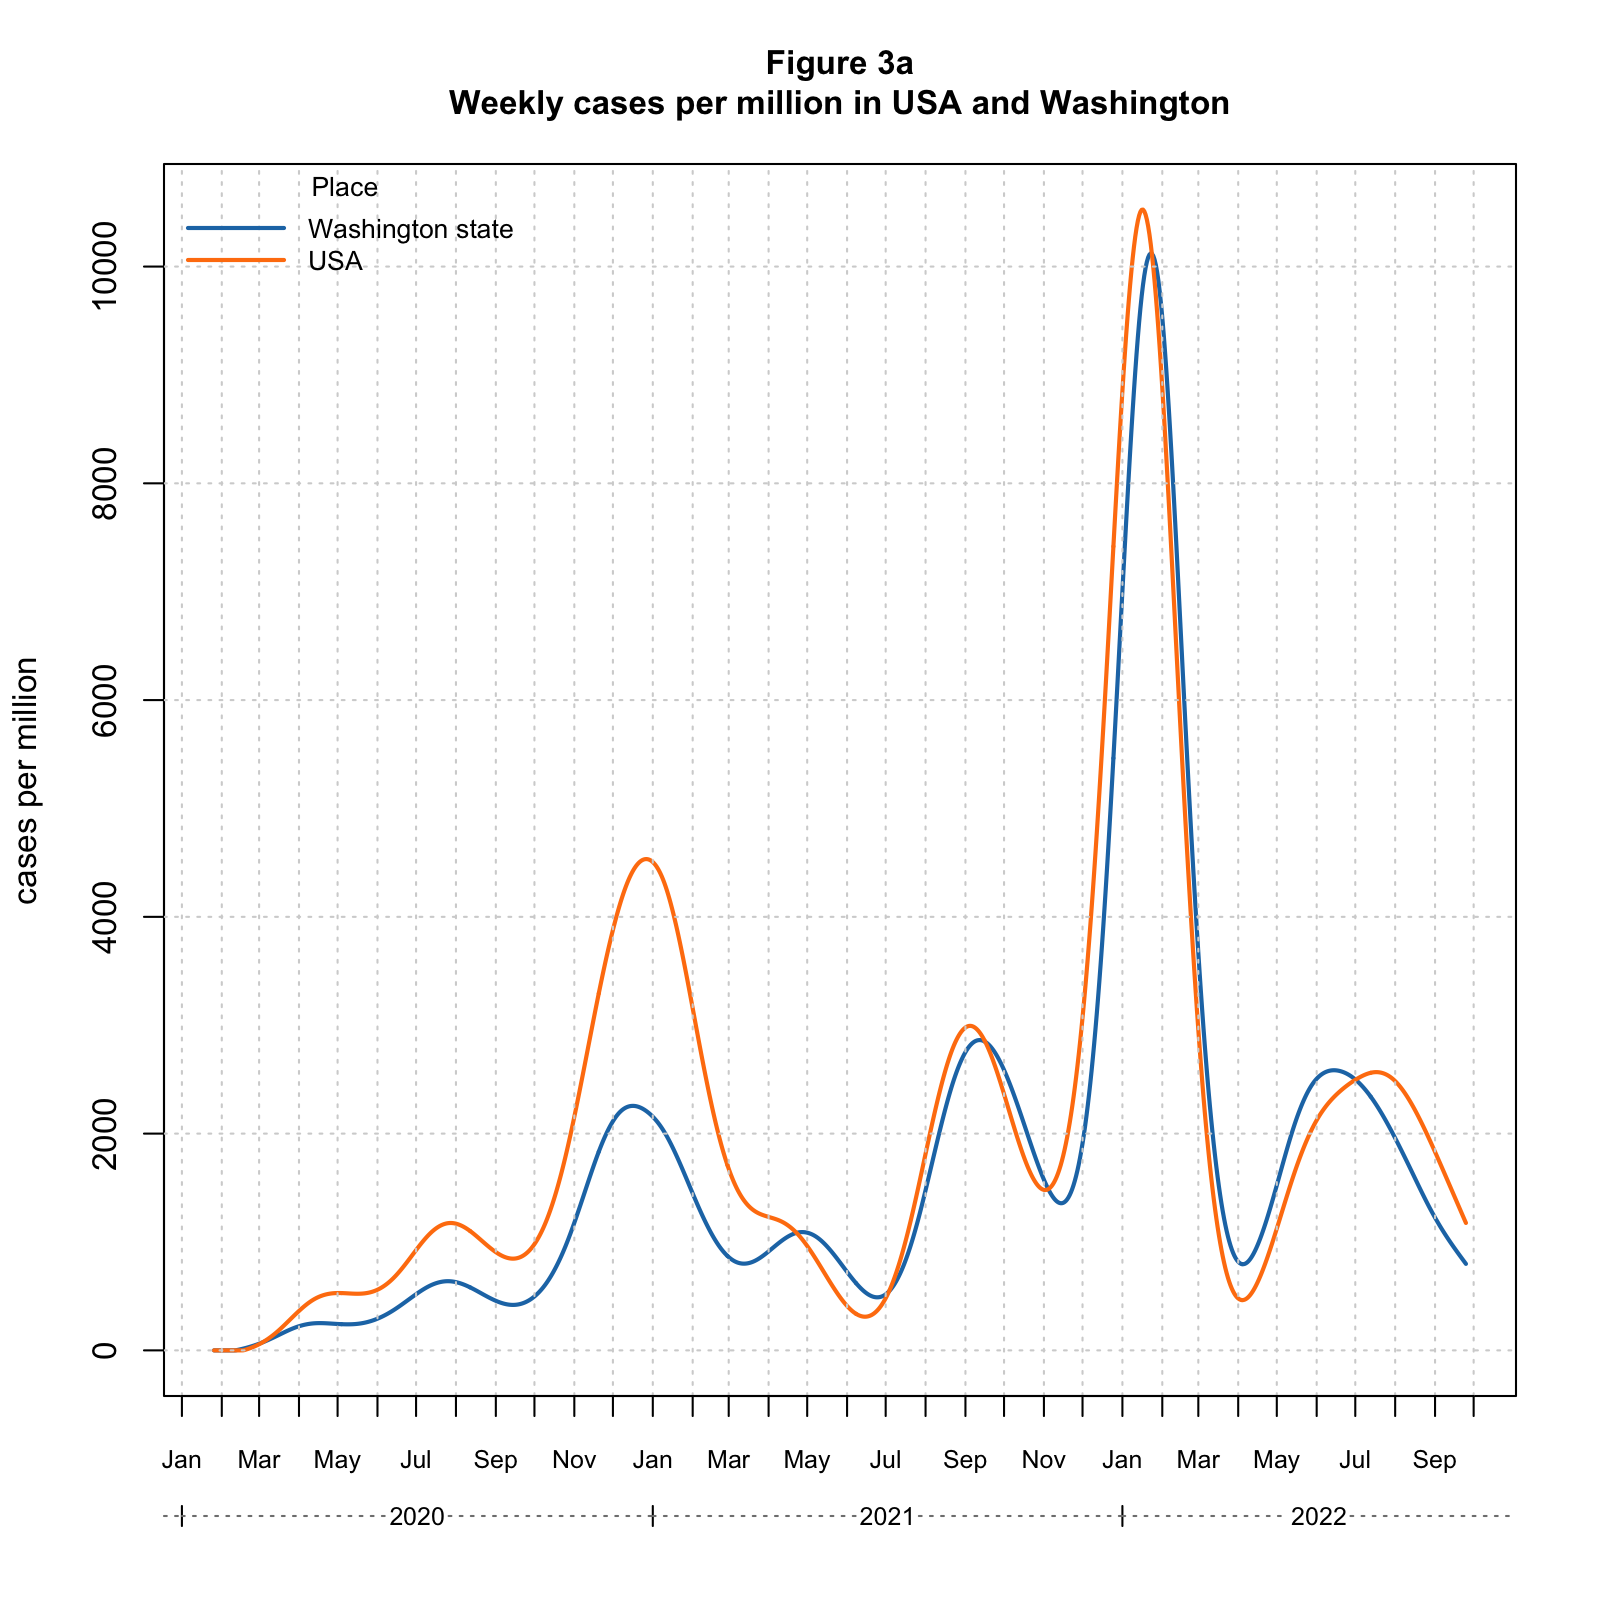 Figure 3a
Weekly cases per million in USA and Washington
Place
Washington state
USA
cases per million
10000
8000
6000
4000
2000
0
Jan Mar May Jul Sep Nov Jan Mar May Jul Sep Nov Jan Mar May Jul Sep
2020 2021 2022